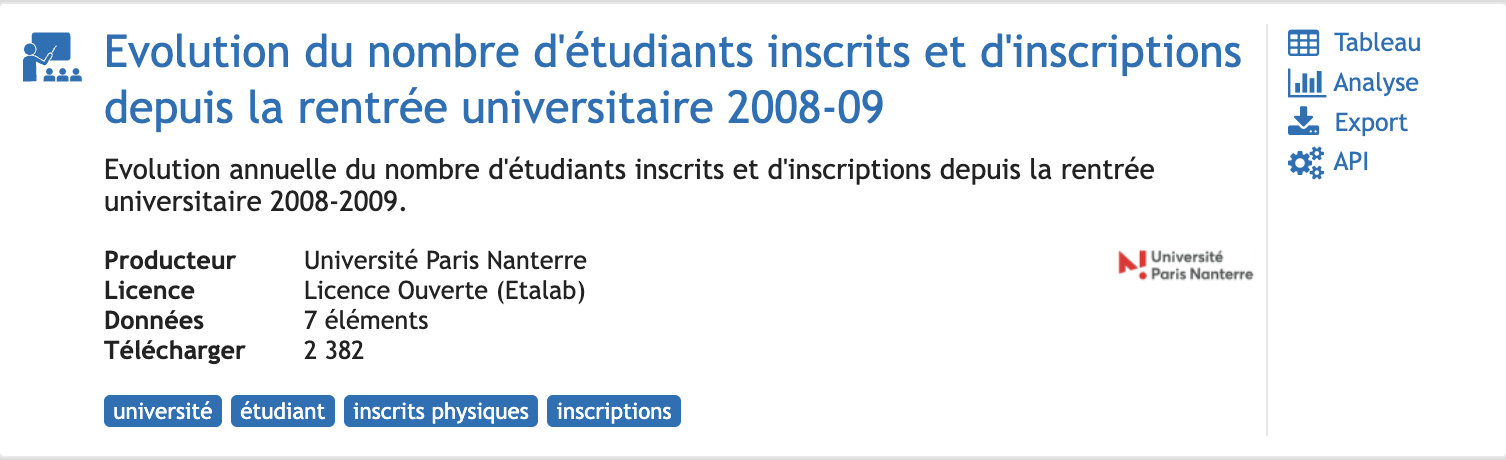 Evolution du nombre d'étudiants inscrits et d'inscriptions
depuis la rentrée universitaire 2008-09
Evolution annuelle du nombre d'étudiants inscrits et d'inscriptions depuis la rentrée
universitaire 2008-2009.
Producteur Université Paris Nanterre
Licence Licence Ouverte (Etalab)
Données 7 éléments
Télécharger 2 382
université étudiant inscrits physiques inscriptions
Université
Paris Nanterre
Tableau
Analyse
Export
API